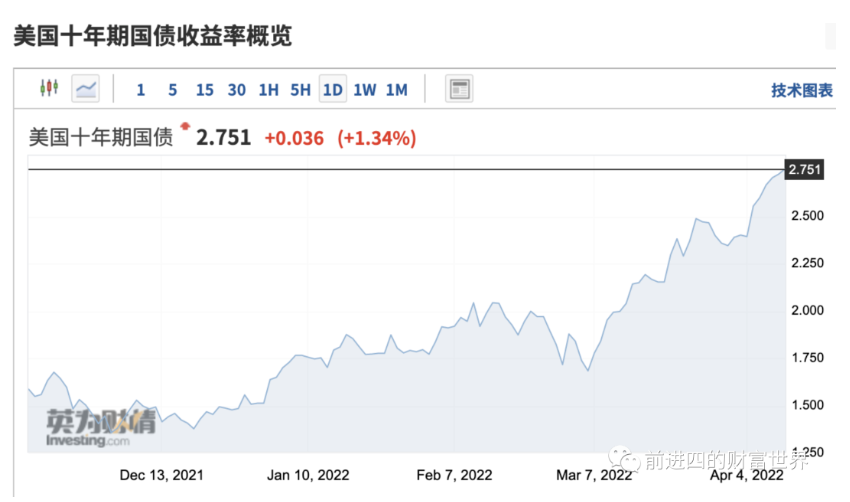 美国十年期国债收益率概览
1 5 15 30 1H 5H 1D 1W 1M 技术图表
美国十年期国债 2.751 +0.036 (+1.34%)
2.751
2.500
2.250
2.000
1.750
1.500
1.250
英为财情
Investing.com
前进四的财富世界
Dec 13, 2021 Jan 10, 2022 Feb 7, 2022 Mar 7, 2022 Apr 4, 2022